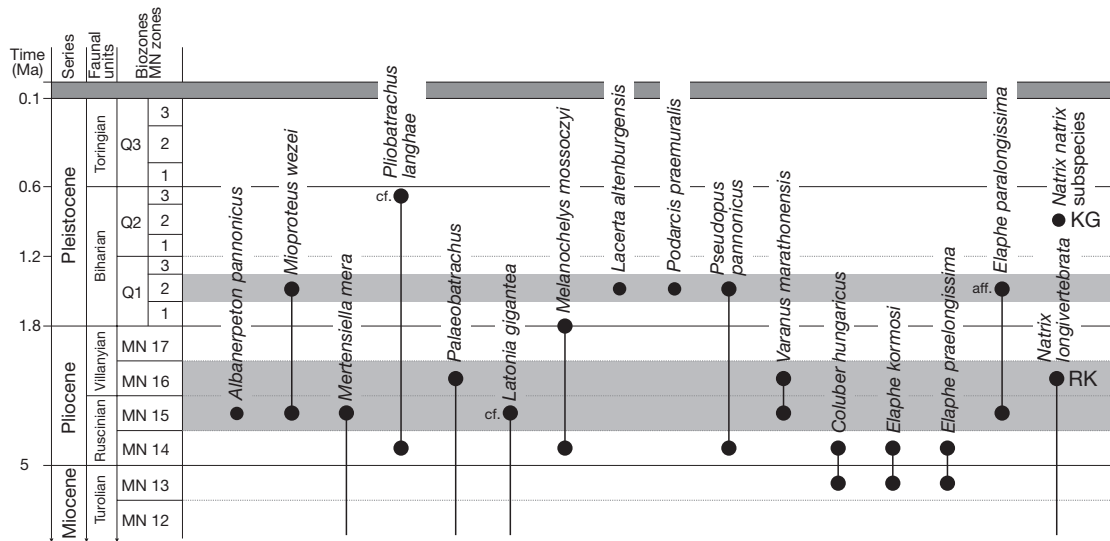 Time
(Ma)
Series
Faunal
units
Biozones
MN zones
0.1
0.6
1.2
1.8
5
Pleistocene
Pliocene
Miocene
Toringian
Biharian
Villanyian
Ruscinian
Turolian
Q3
3
2
1
Q2
3
2
1
Q1
3
2
1
MN 17
MN 16
MN 15
MN 14
MN 13
MN 12
Albanerpeton pannonicus
Mioproteus wezei
Mertensiella mera
Pliobatrachus
langhae
cf.
Palaeobatrachus
Latonia gigantea
cf.
Melanochelys mossoczyi
Lacerta altenburgensis
Podarcis praemuralis
Pseudopus
pannonicus
Varanus marathonensis
Coluber hungaricus
Elaphe kormosi
Elaphe praelongissima
Elaphe paralongissima
aff.
Natrix natrix
subspecies
KG
Natrix
longivertebrata
RK